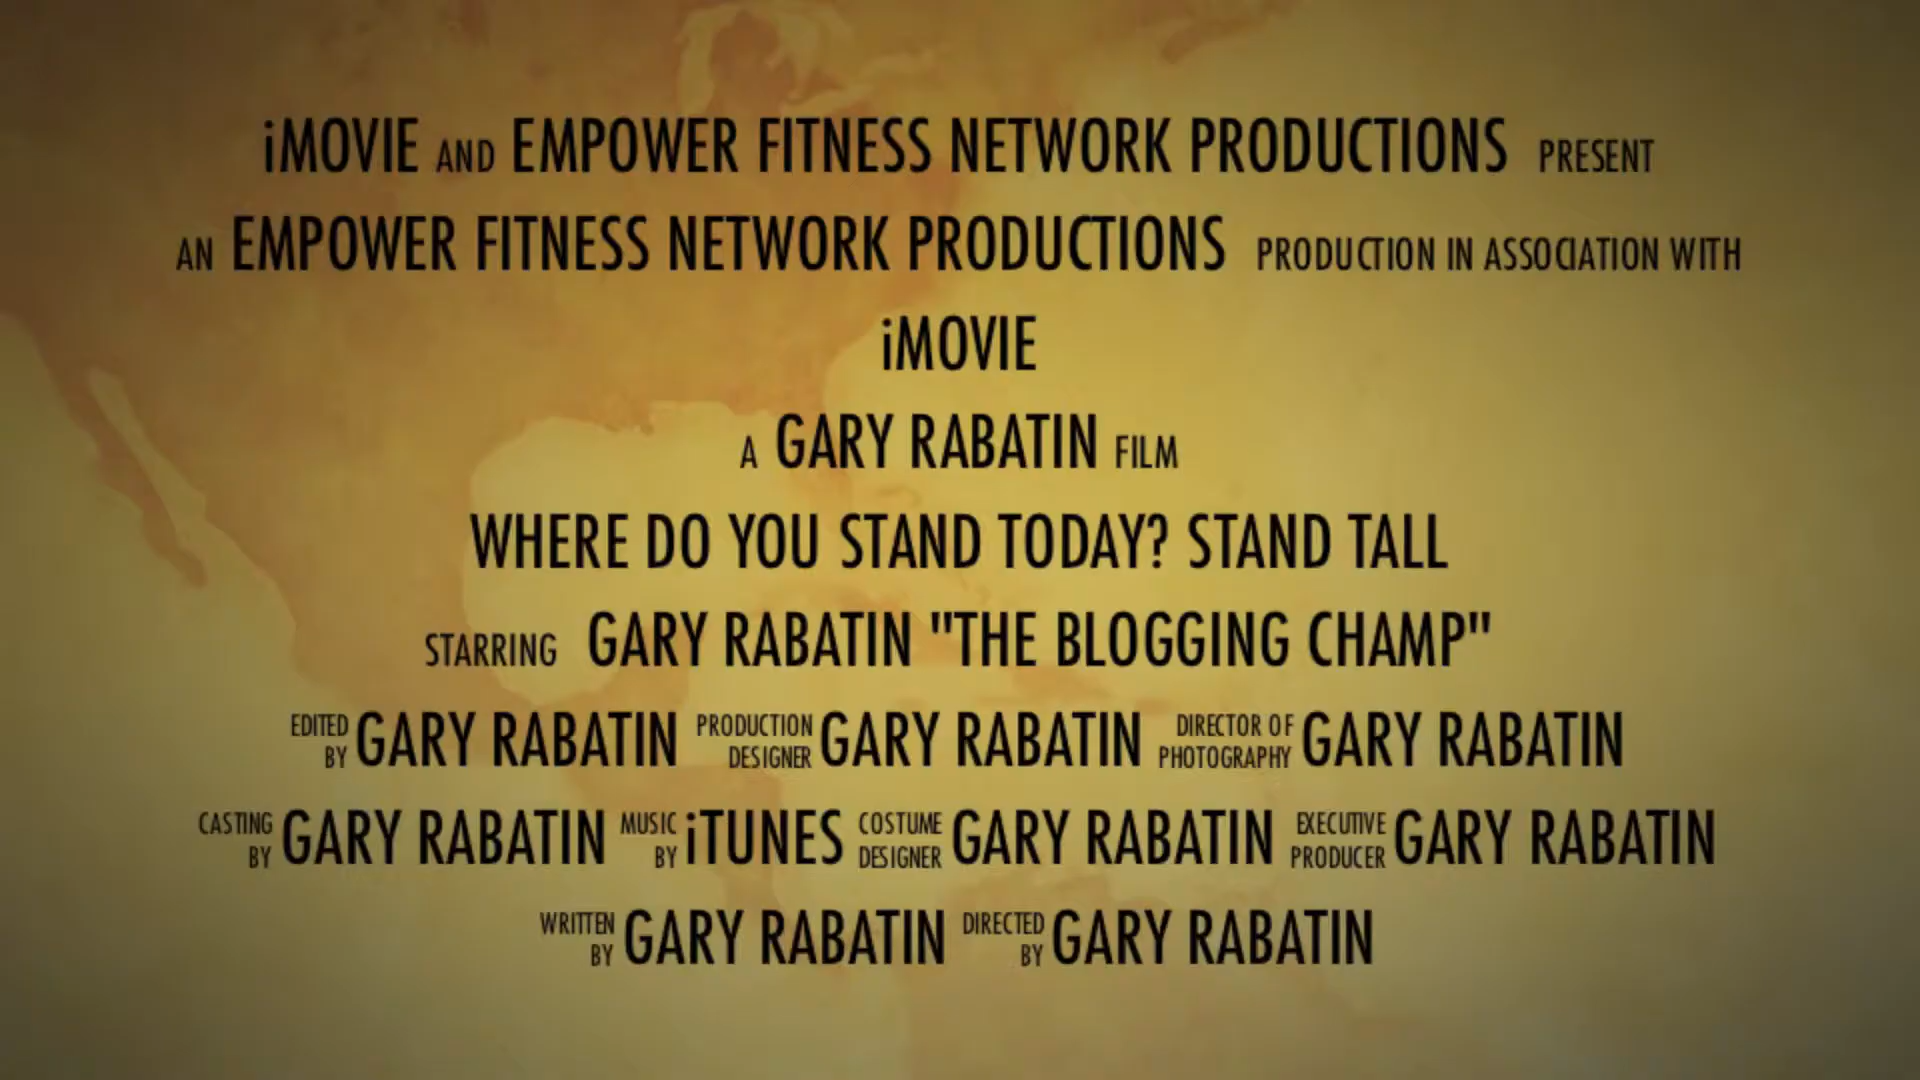 iMOVIE AND EMPOWER FITNESS NETWORK PRODUCTIONS PRESENT
AN EMPOWER FITNESS NETWORK PRODUCTIONS PRODUCTION IN ASSOCIATION WITH
iMOVIE
A GARY RABATIN FILM
WHERE DO YOU STAND TODAY? STAND TALL
STARRING GARY RABATIN "THE BLOGGING CHAMP"
EDITED BY GARY RABATIN PRODUCTION DESIGNER GARY RABATIN DIRECTOR OF PHOTOGRAPHY GARY RABATIN
CASTING BY GARY RABATIN MUSIC BY iTUNES COSTUME DESIGNER GARY RABATIN EXECUTIVE PRODUCER GARY RABATIN
WRITTEN BY GARY RABATIN DIRECTED BY GARY RABATIN